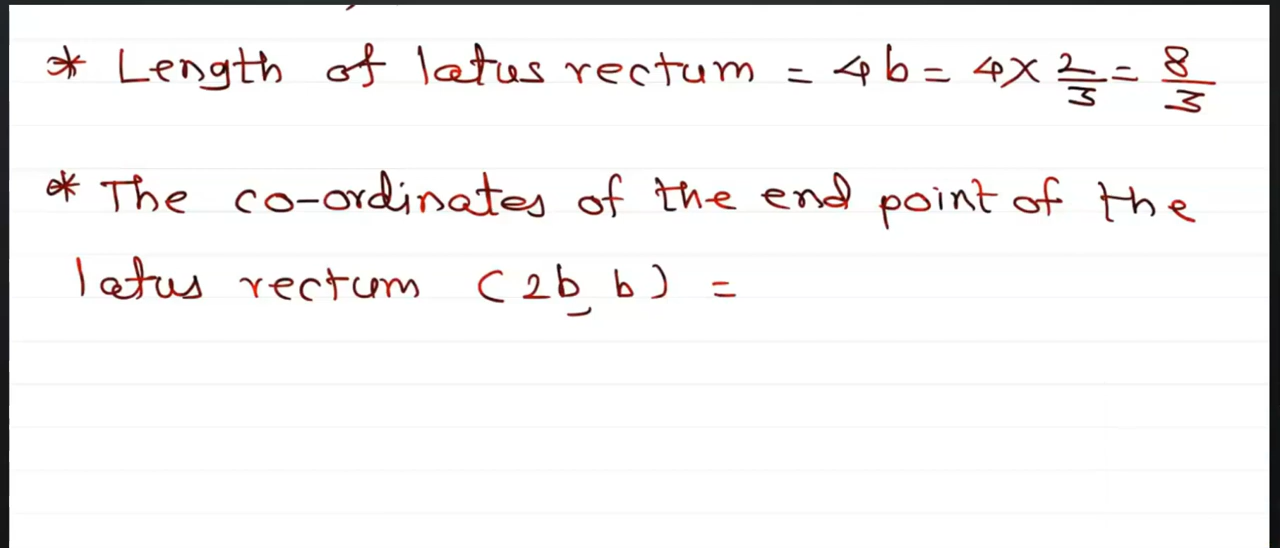 * Length of latus rectum = 4b = 4 × 2/3 = 8/3
* The co-ordinates of the end point of the
latus rectum (2b, b) =